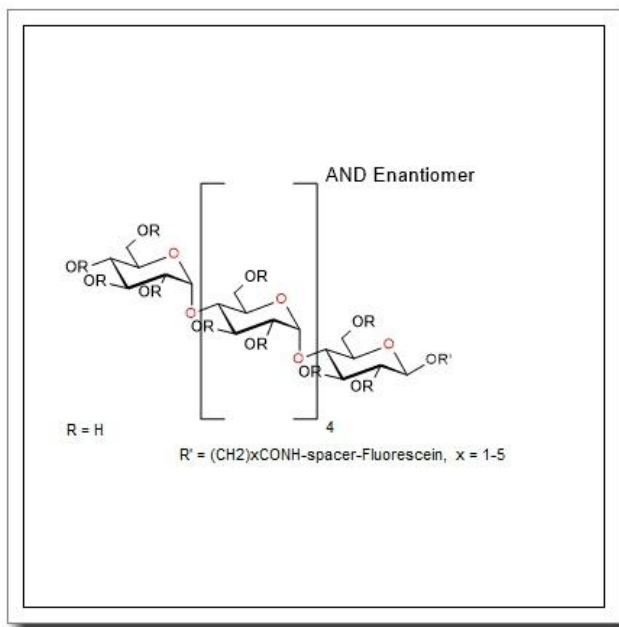 AND Enantiomer
OR
O
OR
OR
OR
O
OR
O
OR
OR
O
OR
O
OR
OR
OR'
4
R = H
R' = (CH2)xCONH-spacer-Fluorescein, x = 1-5